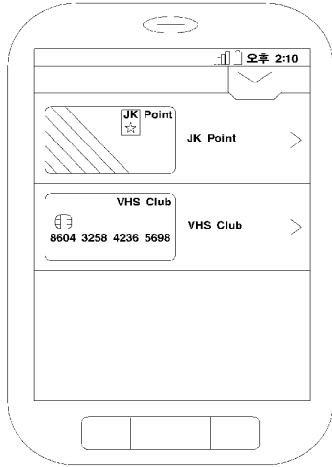 오후 2:10
JK Point
☆
JK Point
VHS Club
8604 3258 4236 5698
VHS Club